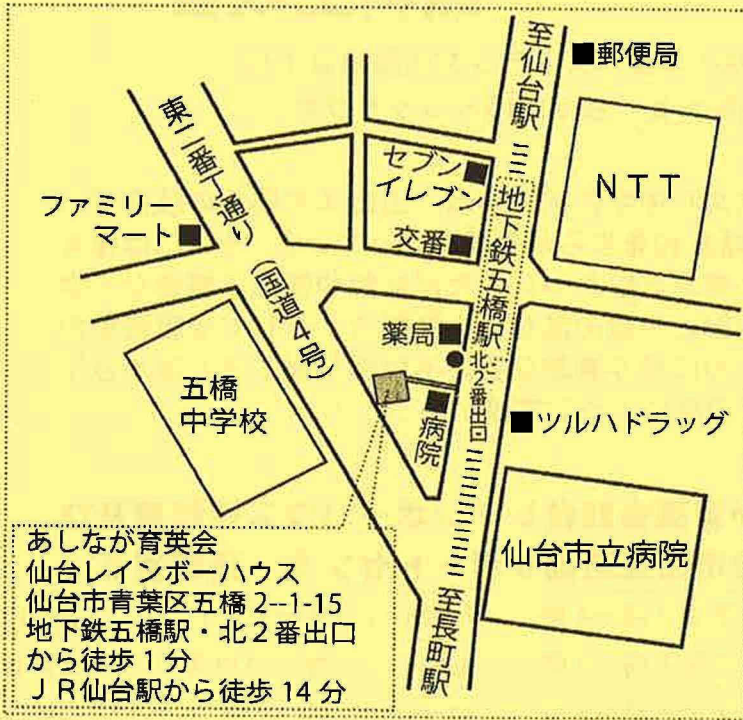 至仙台駅
■郵便局
東二番丁通り
(国道4号)
セブン■
イレブン
地下鉄五橋駅
NTT
ファミリー
マート■
交番■
薬局■
北2番出口
五橋
中学校
■
病院
■ツルハドラッグ
仙台市立病院
至長町駅
あしなが育英会
仙台レインボーハウス
仙台市青葉区五橋2--1-15
地下鉄五橋駅・北2番出口
から徒歩1分
JR仙台駅から徒歩14分